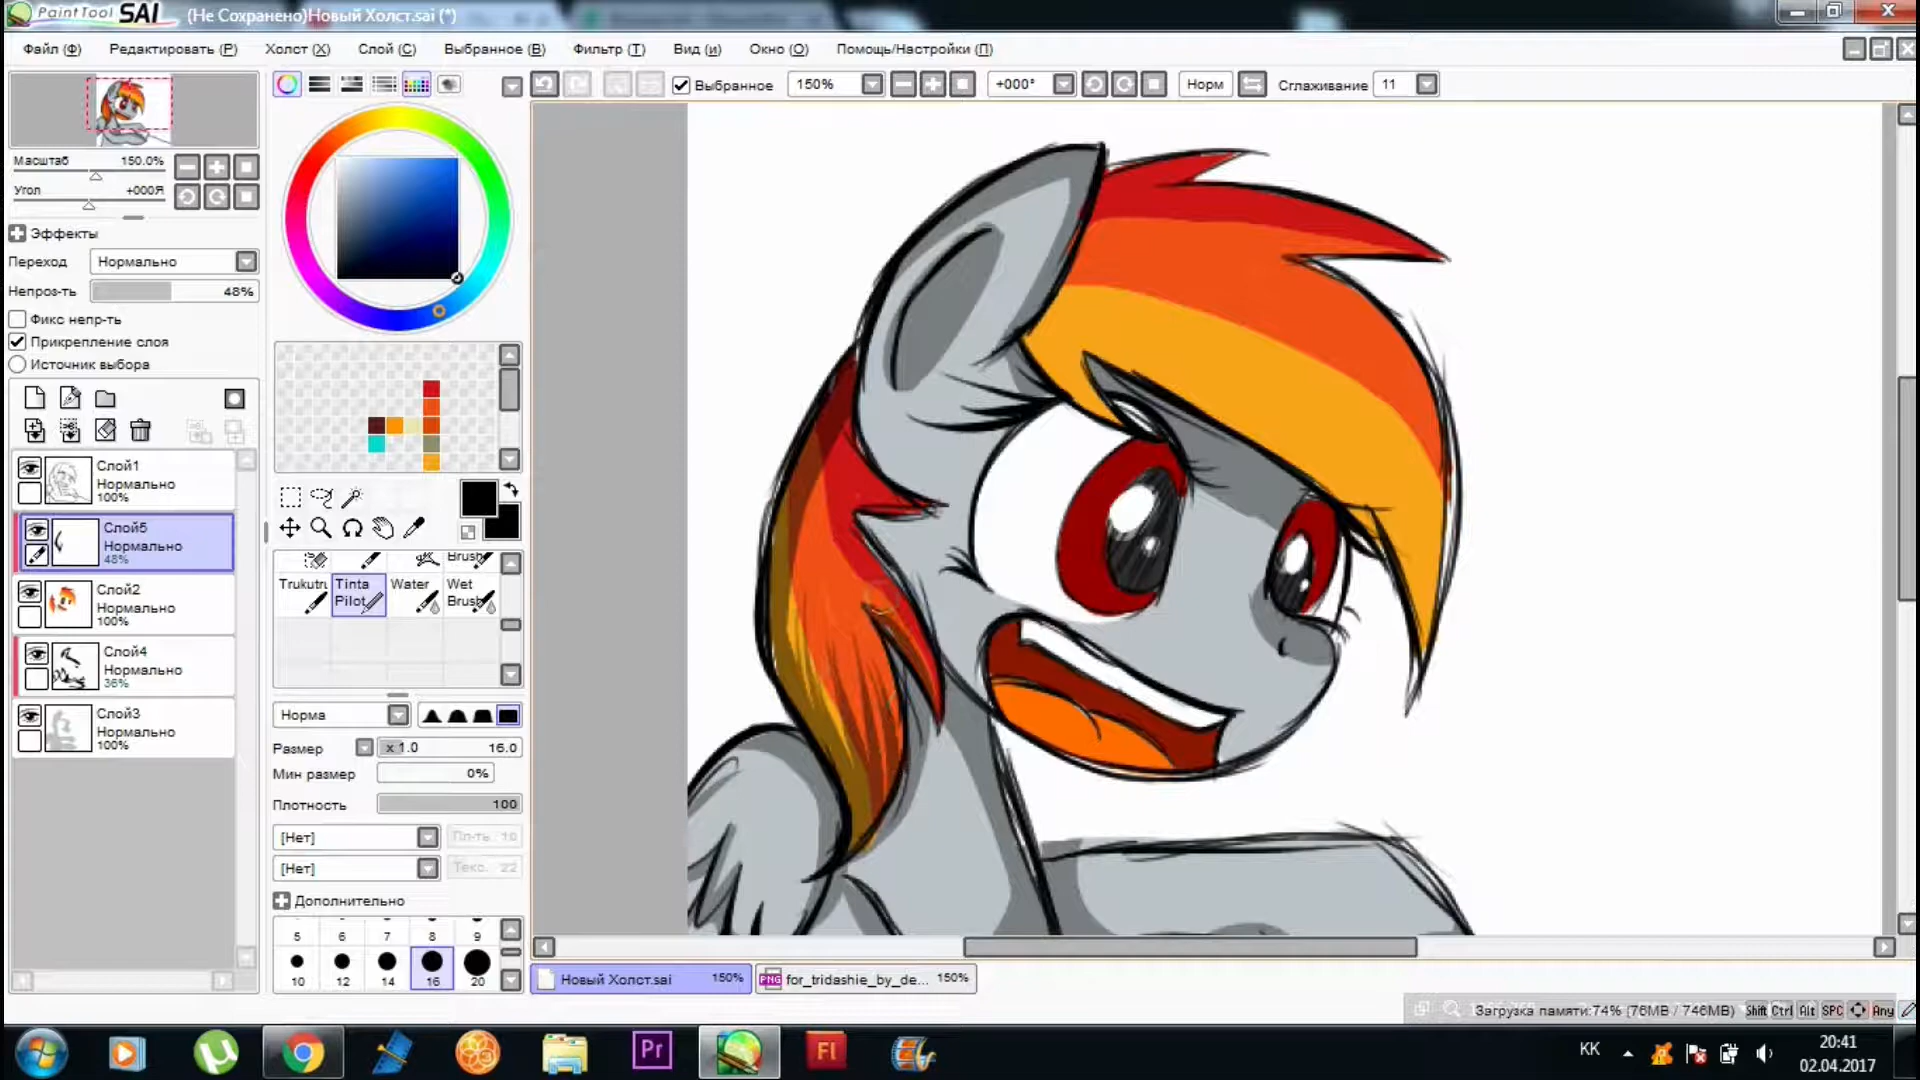 PaintTool SAI (Не Сохранено)Новый Холст.sai (*)
Файл (Ф) Редактировать (Р) Холст (Х) Слой (С) Выбранное (В) Фильтр (Т) Вид (и) Окно (О) Помощь/Настройки (П)
Выбранное 150% +000° Норм Сглаживание 11
Масштаб 150.0%
Угол +000Я
Эффекты
Переход Нормально
Непроз-ть 48%
Фикс непр-ть
Прикрепление слоя
Источник выбора
Слой1
Нормально
100%
Слой5
Нормально
48%
Слой2
Нормально
100%
Слой4
Нормально
36%
Слой3
Нормально
100%
Brush
Trukutru Tinta Pilot Water Wet Brush
Норма
Размер x 1.0 16.0
Мин размер 0%
Плотность 100
[Нет] Пл-ть 10
[Нет] Текс. 22
Дополнительно
5 6 7 8 9
10 12 14 16 20
Новый Холст.sai 150% PNG for_tridashie_by_de... 150%
Загрузка памяти:74% (76MB / 746MB) Shift Ctrl Alt SPC Any
Pr Fl
KK
20:41
02.04.2017